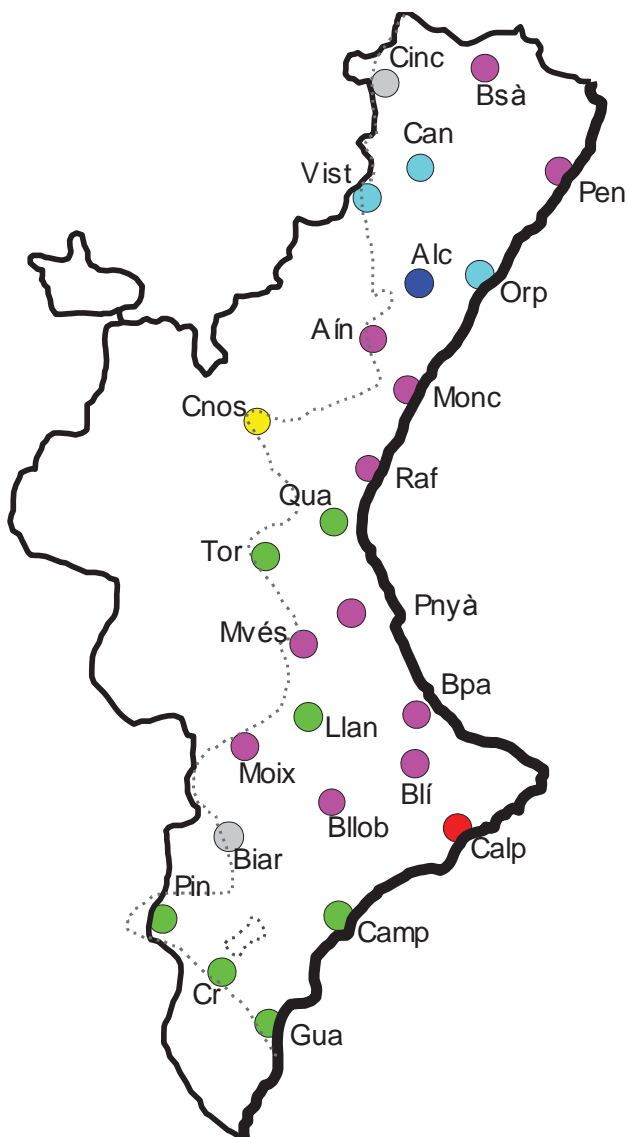 Cinc
Bsà
Can
Vist
Pen
Alc
Orp
Aín
Monc
Cnos
Raf
Qua
Tor
Pnyà
Mvés
Bpa
Llan
Moix
Blí
Bllob
Calp
Biar
Pin
Camp
Cr
Gua